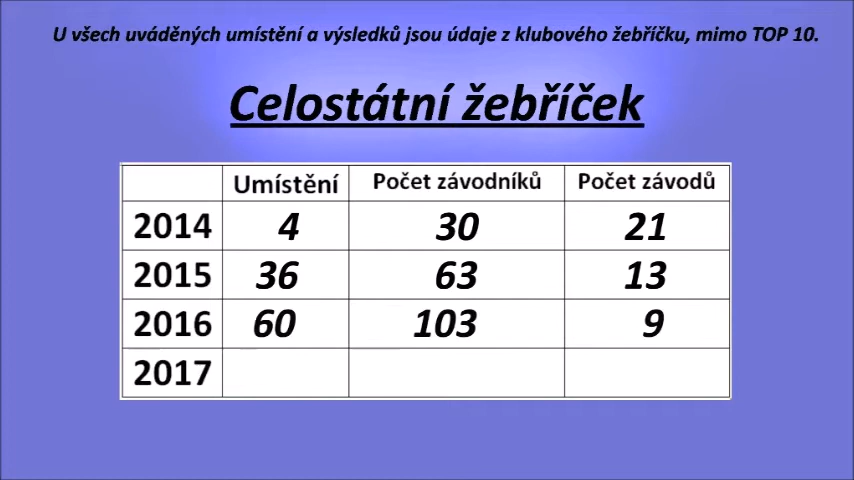 U všech uváděných umístění a výsledků jsou údaje z klubového žebříčku, mimo TOP 10.
Celostátní žebříček
Umístění Počet závodníků Počet závodů
2014 4 30 21
2015 36 63 13
2016 60 103 9
2017